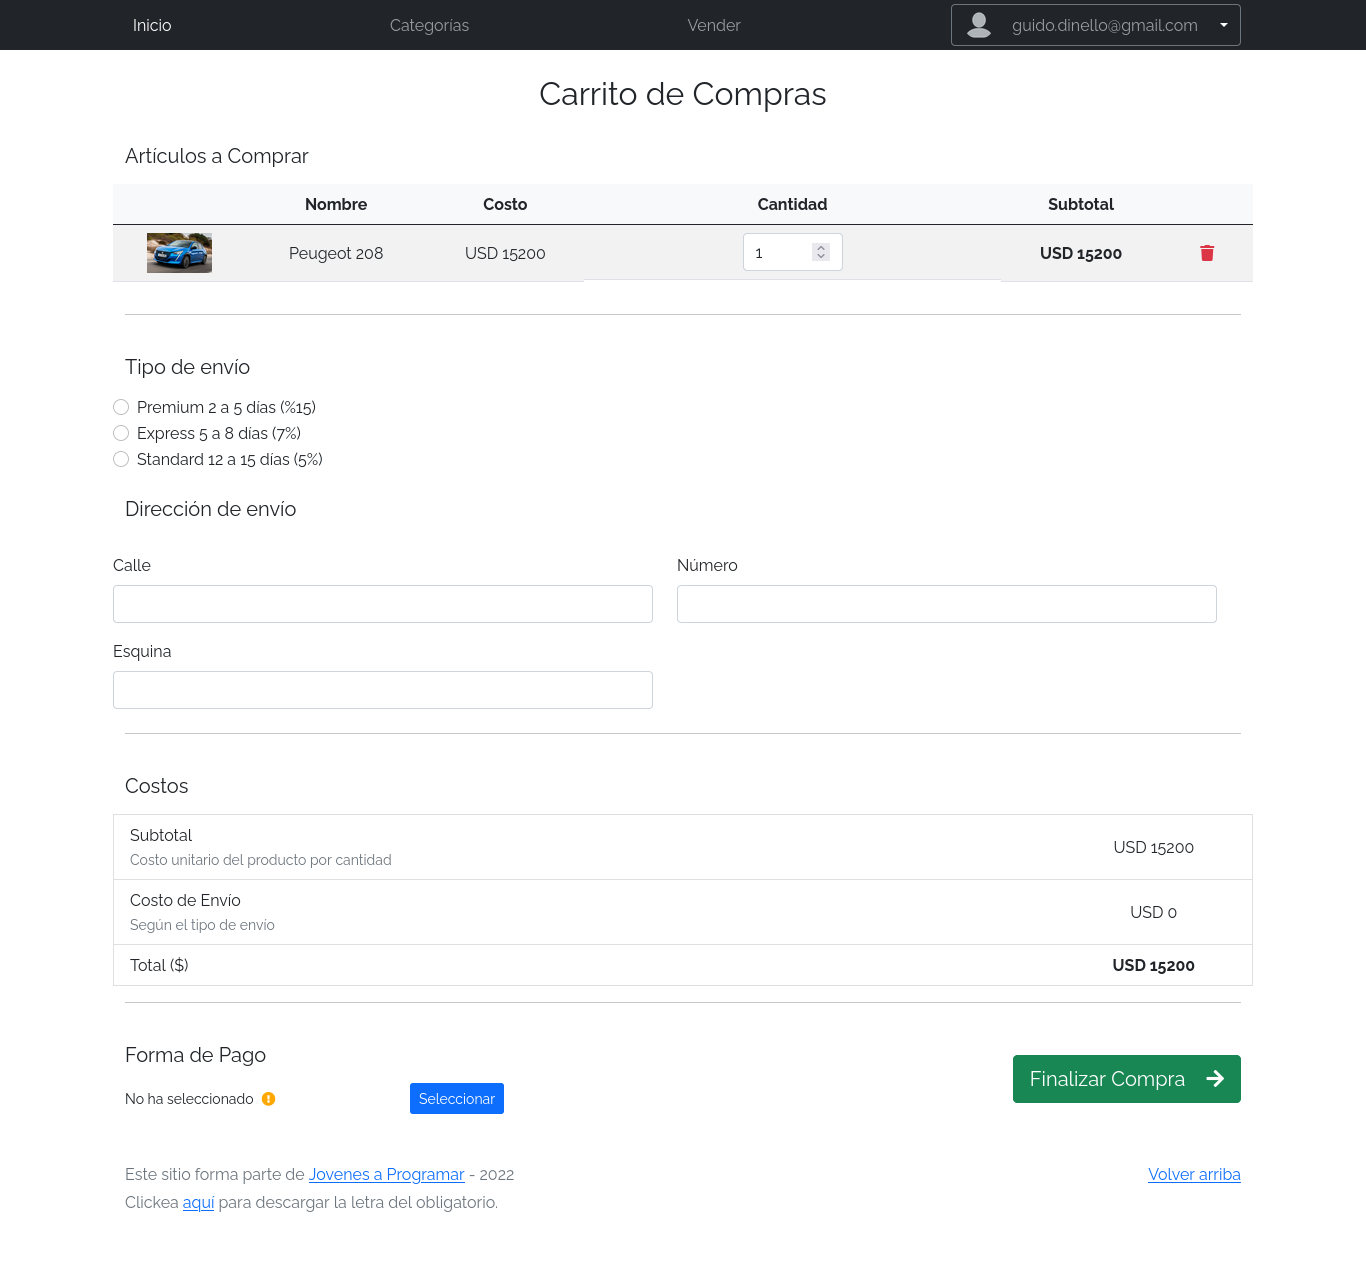 Inicio Categorías Vender guido.dinello@gmail.com
Carrito de Compras
Artículos a Comprar
Nombre Costo Cantidad Subtotal
Peugeot 208 USD 15200 1 USD 15200
Tipo de envío
Premium 2 a 5 días (%15)
Express 5 a 8 días (7%)
Standard 12 a 15 días (5%)
Dirección de envío
Calle Número
Esquina
Costos
Subtotal
Costo unitario del producto por cantidad
USD 15200
Costo de Envío
Según el tipo de envío
USD 0
Total ($) USD 15200
Forma de Pago
No ha seleccionado Seleccionar
Finalizar Compra
Este sitio forma parte de Jovenes a Programar - 2022
Volver arriba
Clickea aquí para descargar la letra del obligatorio.